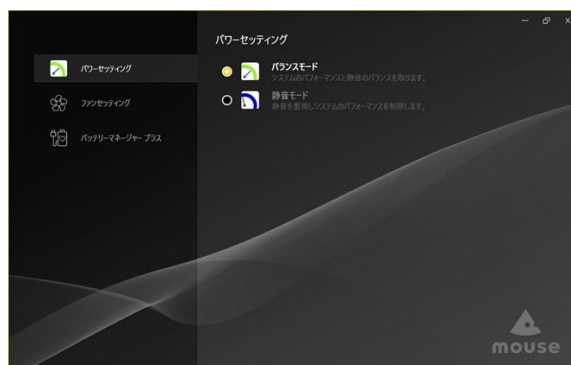 パワーセッティング
ファンセッティング
バッテリーマネージャー プラス
パワーセッティング
バランスモード
システムのパフォーマンスと静音のバランスを取ります。
静音モード
静音を重視しシステムのパフォーマンスを制限します。
mouse